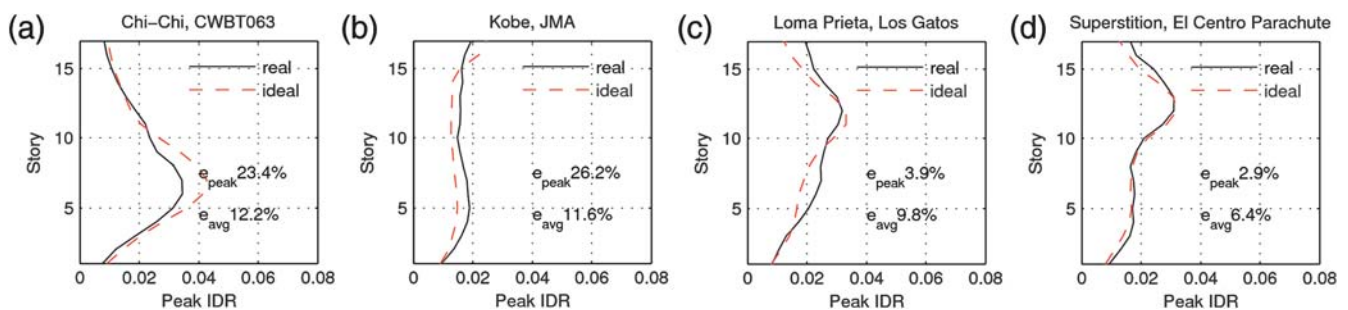 (a)
Chi–Chi, CWBT063
Story
15
10
5
real
ideal
e peak 23.4%
e avg 12.2%
0 0.02 0.04 0.06 0.08
Peak IDR
(b)
Kobe, JMA
Story
15
10
5
real
ideal
e peak 26.2%
e avg 11.6%
0 0.02 0.04 0.06 0.08
Peak IDR
(c)
Loma Prieta, Los Gatos
Story
15
10
5
real
ideal
e peak 3.9%
e avg 9.8%
0 0.02 0.04 0.06 0.08
Peak IDR
(d)
Superstition, El Centro Parachute
Story
15
10
5
real
ideal
e peak 2.9%
e avg 6.4%
0 0.02 0.04 0.06 0.08
Peak IDR